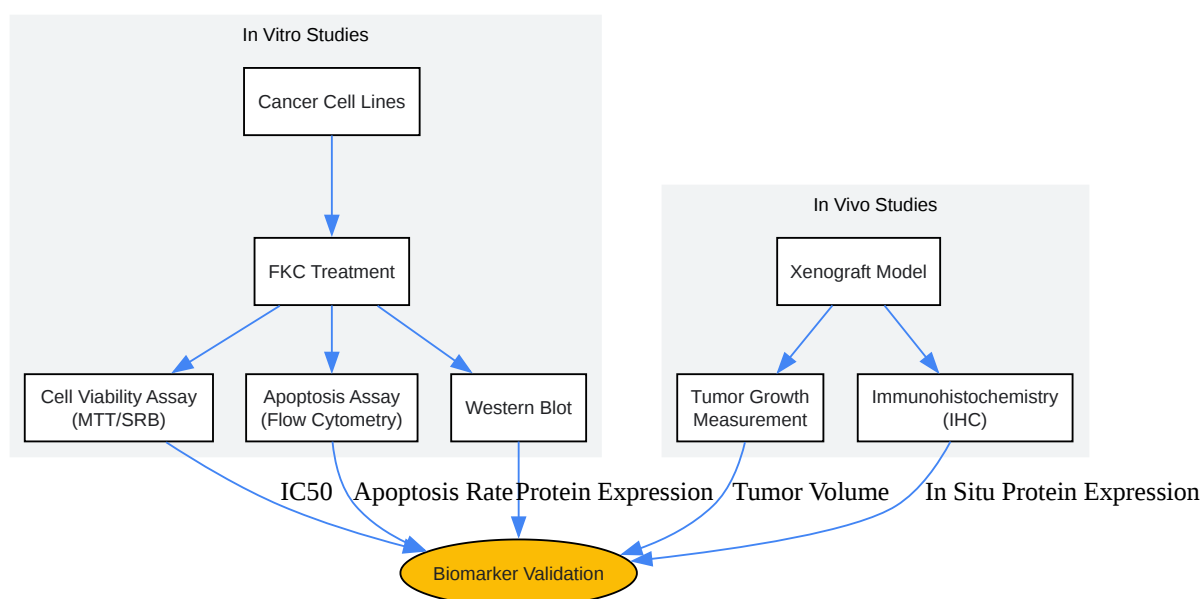 In Vitro Studies
Cancer Cell Lines
In Vivo Studies
FKC Treatment
Xenograft Model
Cell Viability Assay
(MTT/SRB)
Apoptosis Assay
(Flow Cytometry)
Western Blot
Tumor Growth
Measurement
Immunohistochemistry
(IHC)
IC50
Apoptosis Rate
Protein Expression
Tumor Volume
In Situ Protein Expression
Biomarker Validation